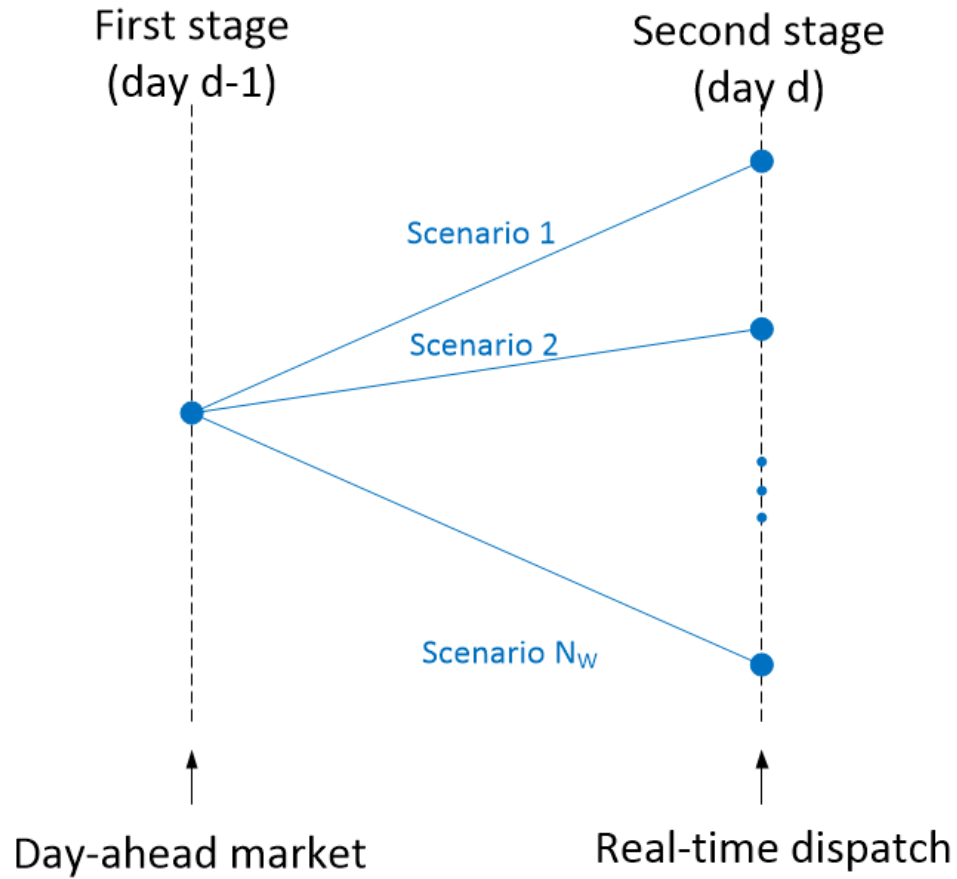 First stage
(day d-1)
Second stage
(day d)
Scenario 1
Scenario 2
Scenario N_W
Day-ahead market
Real-time dispatch